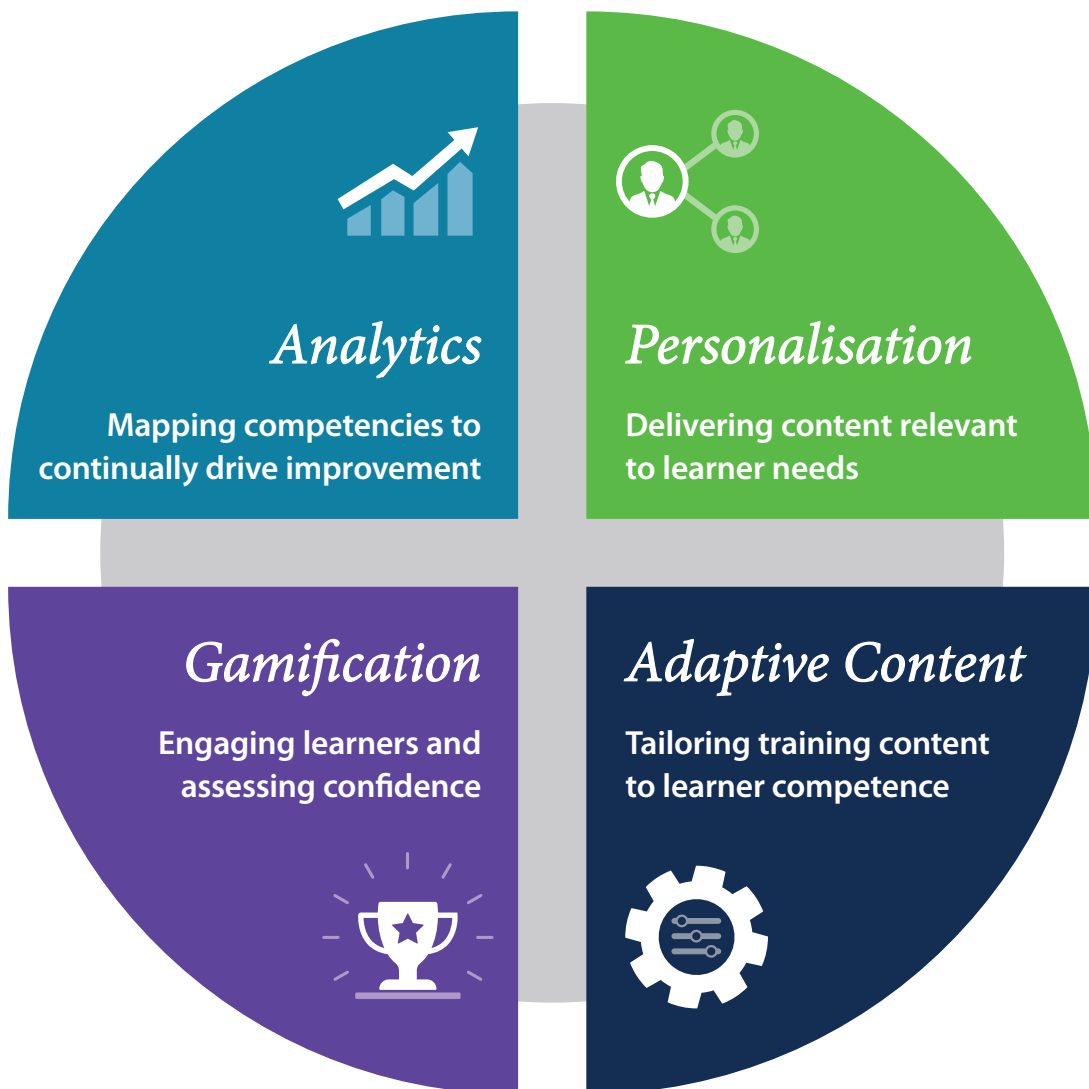 Analytics
Mapping competencies to
continually drive improvement
Personalisation
Delivering content relevant
to learner needs
Gamification
Engaging learners and
assessing confidence
Adaptive Content
Tailoring training content
to learner competence